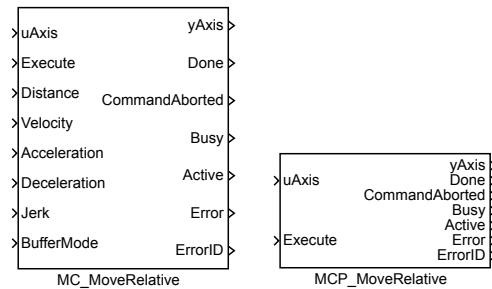 uAxis
Execute
Distance
Velocity
Acceleration
Deceleration
Jerk
BufferMode
yAxis
Done
CommandAborted
Busy
Active
Error
ErrorID
MC_MoveRelative
uAxis
Execute
yAxis
Done
CommandAborted
Busy
Active
Error
ErrorID
MCP_MoveRelative